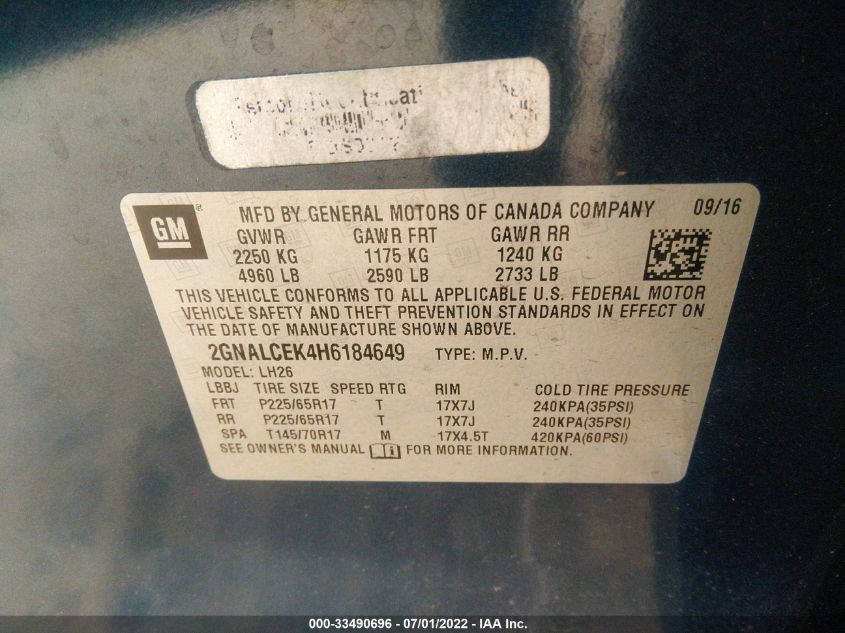 GM ® MFD BY GENERAL MOTORS OF CANADA COMPANY 09/16
GVWR GAWR FRT GAWR RR
2250 KG 1175 KG 1240 KG
4960 LB 2590 LB 2733 LB
THIS VEHICLE CONFORMS TO ALL APPLICABLE U.S. FEDERAL MOTOR
VEHICLE SAFETY AND THEFT PREVENTION STANDARDS IN EFFECT ON
THE DATE OF MANUFACTURE SHOWN ABOVE.
2GNALCEK4H6184649 TYPE: M.P.V.
MODEL: LH26
LBBJ TIRE SIZE SPEED RTG RIM COLD TIRE PRESSURE
FRT P225/65R17 T 17X7J 240KPA(35PSI)
RR P225/65R17 T 17X7J 240KPA(35PSI)
SPA T145/70R17 M 17X4.5T 420KPA(60PSI)
SEE OWNER'S MANUAL FOR MORE INFORMATION.
000-33490696 - 07/01/2022 - IAA Inc.